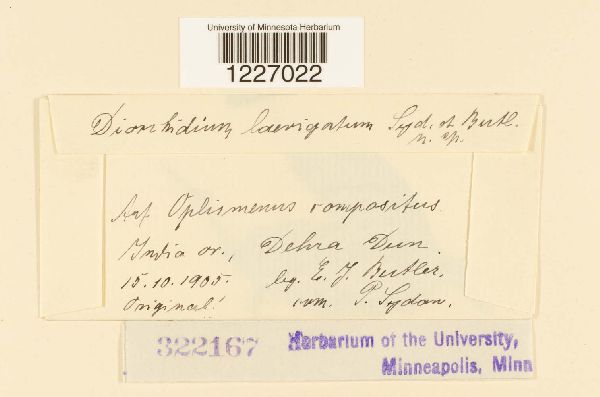 University of Minnesota Herbarium
1227022
Diorchidium laevigatum Syd. et Butl.
n. sp.
Auf Oplismenus compositus
India or., Dehra Dun.
15.10.1905. leg. E. J. Butler.
Original! com. P. Sydow.
322167 Herbarium of the University,
Minneapolis, Minn